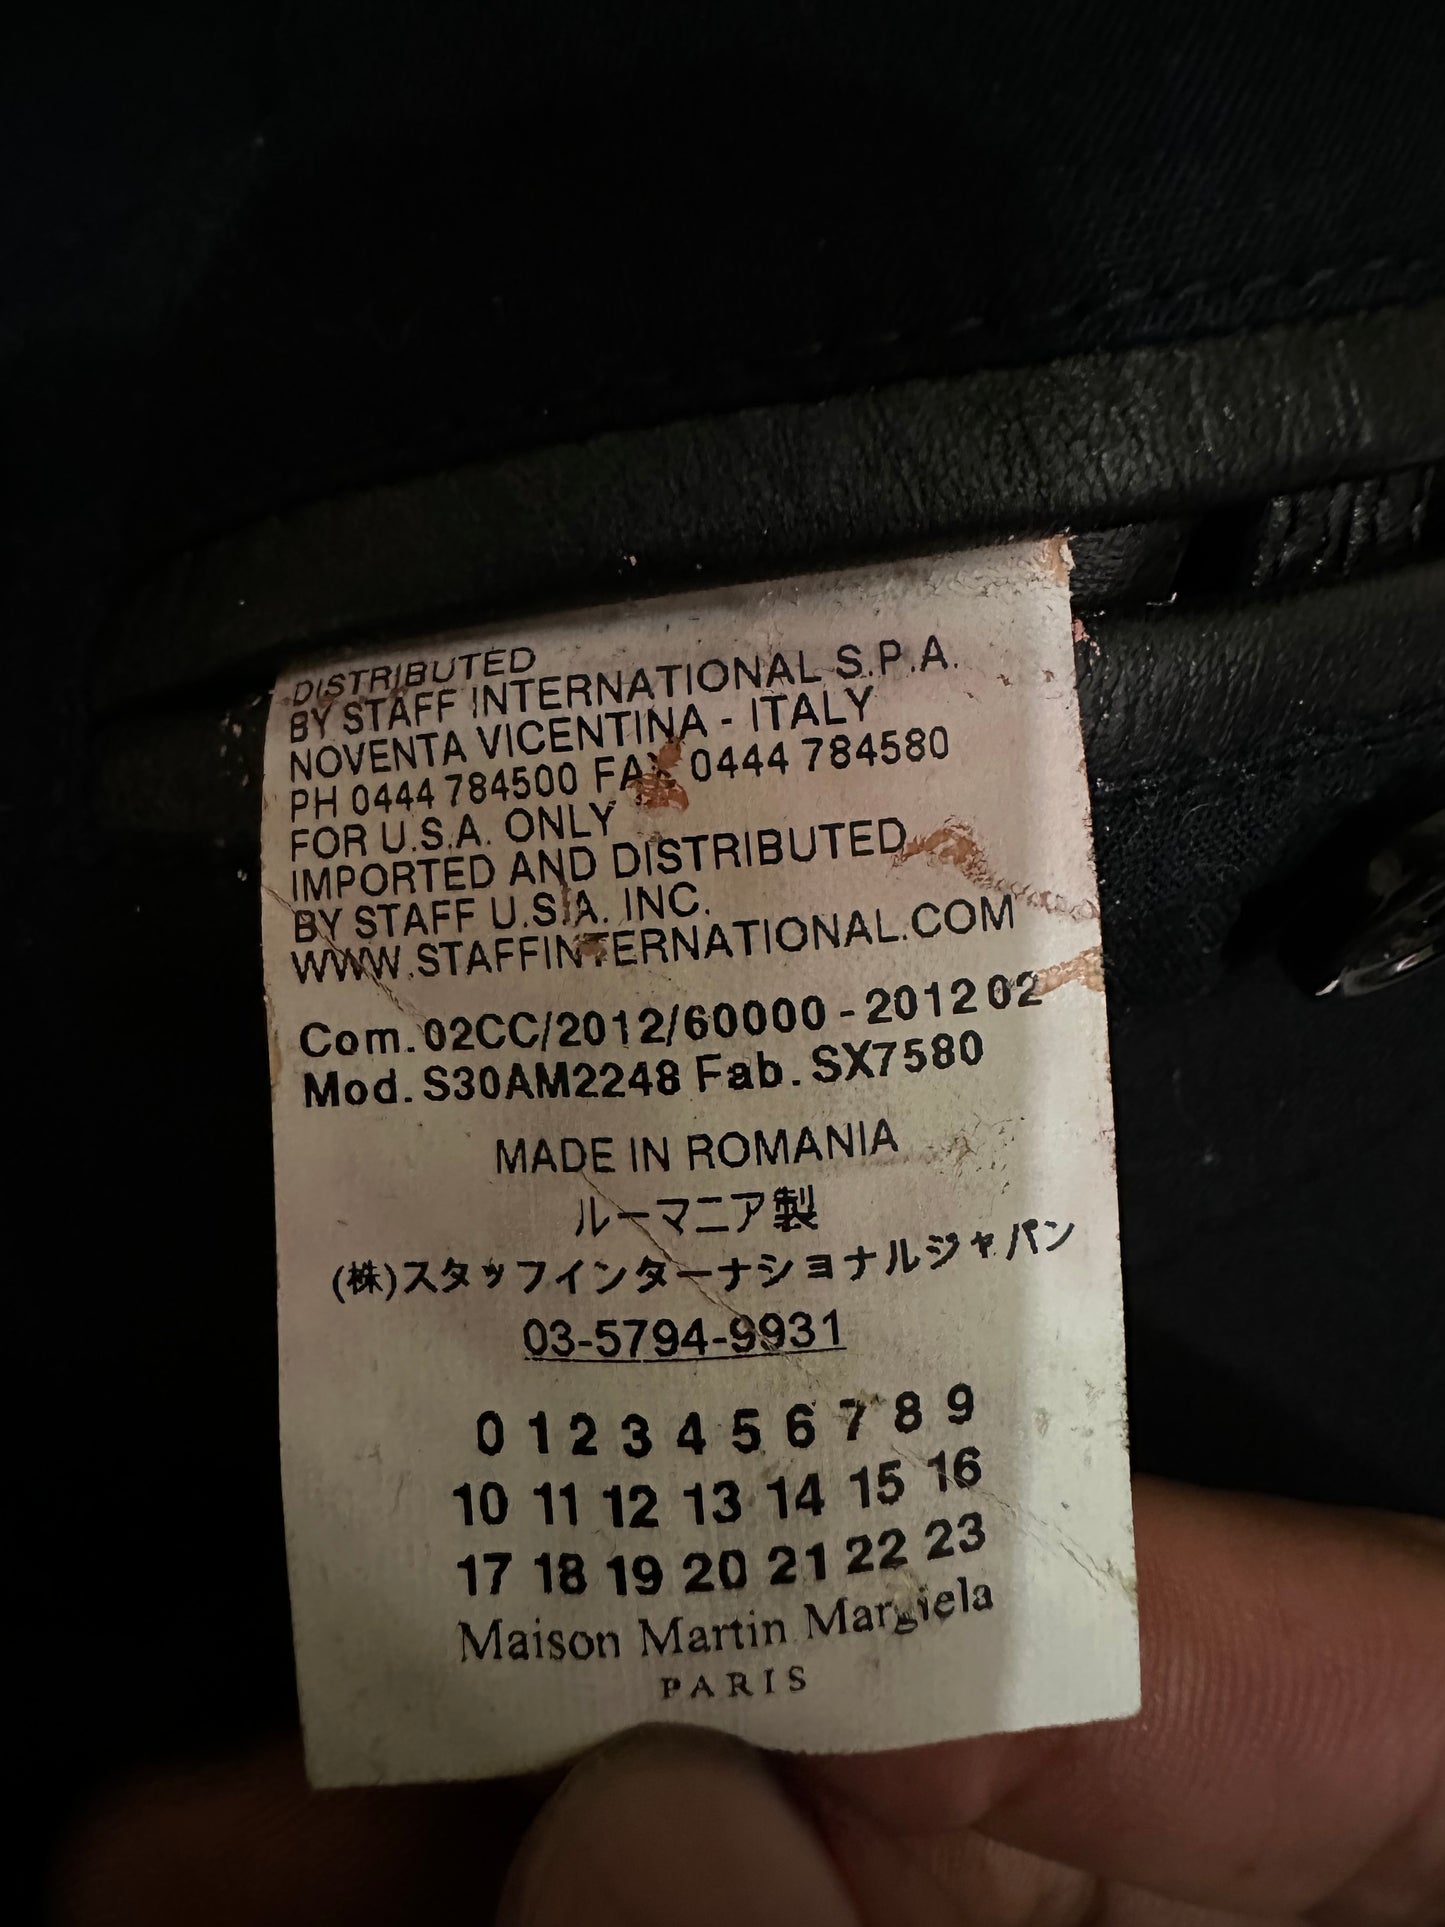 DISTRIBUTED
BY STAFF INTERNATIONAL S.P.A.
NOVENTA VICENTINA - ITALY
PH 0444 784500 FAX 0444 784580
FOR U.S.A. ONLY
IMPORTED AND DISTRIBUTED
BY STAFF U.S.A. INC.
WWW.STAFFINTERNATIONAL.COM
Com. 02CC/2012/60000 - 2012 02
Mod. S30AM2248 Fab. SX7580
MADE IN ROMANIA
ルーマニア製
(株)スタッフインターナショナルジャパン
03-5794-9931
0 1 2 3 4 5 6 7 8 9
10 11 12 13 14 15 16
17 18 19 20 21 22 23
Maison Martin Margiela
PARIS